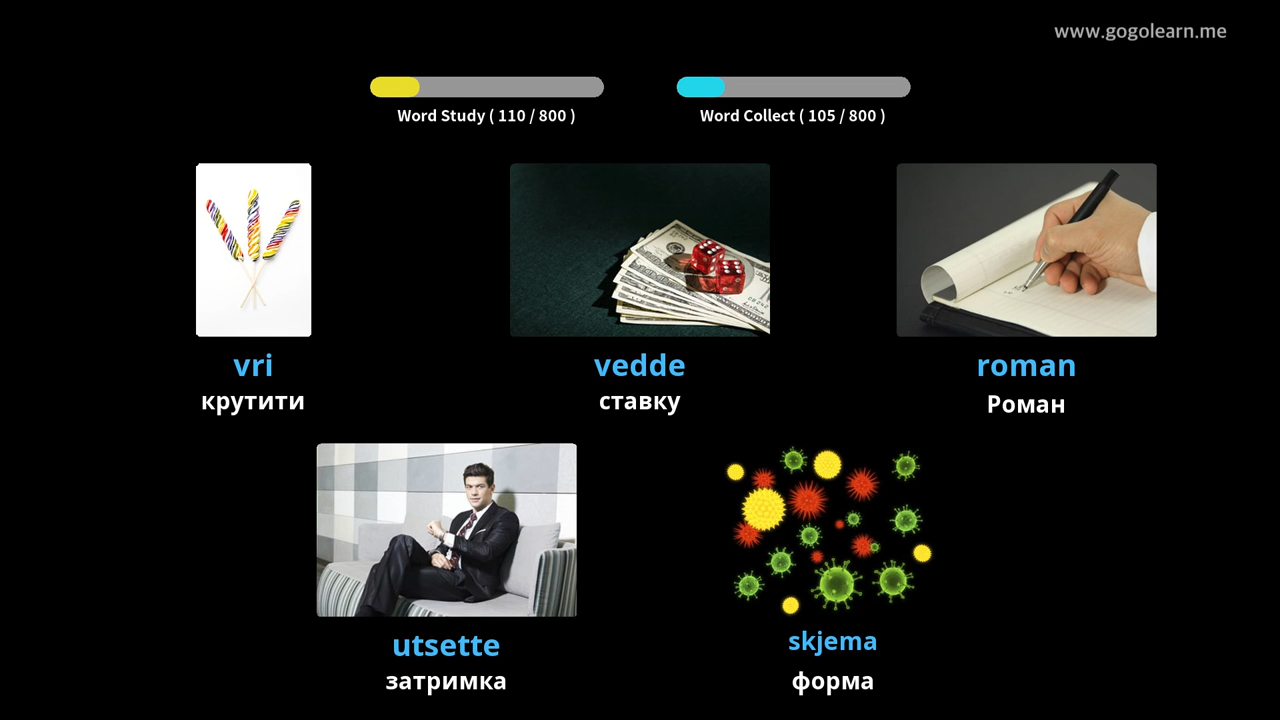 www.gogolearn.me
Word Study ( 110 / 800 )
Word Collect ( 105 / 800 )
vri
крутити
vedde
ставку
roman
Роман
utsette
затримка
skjema
форма